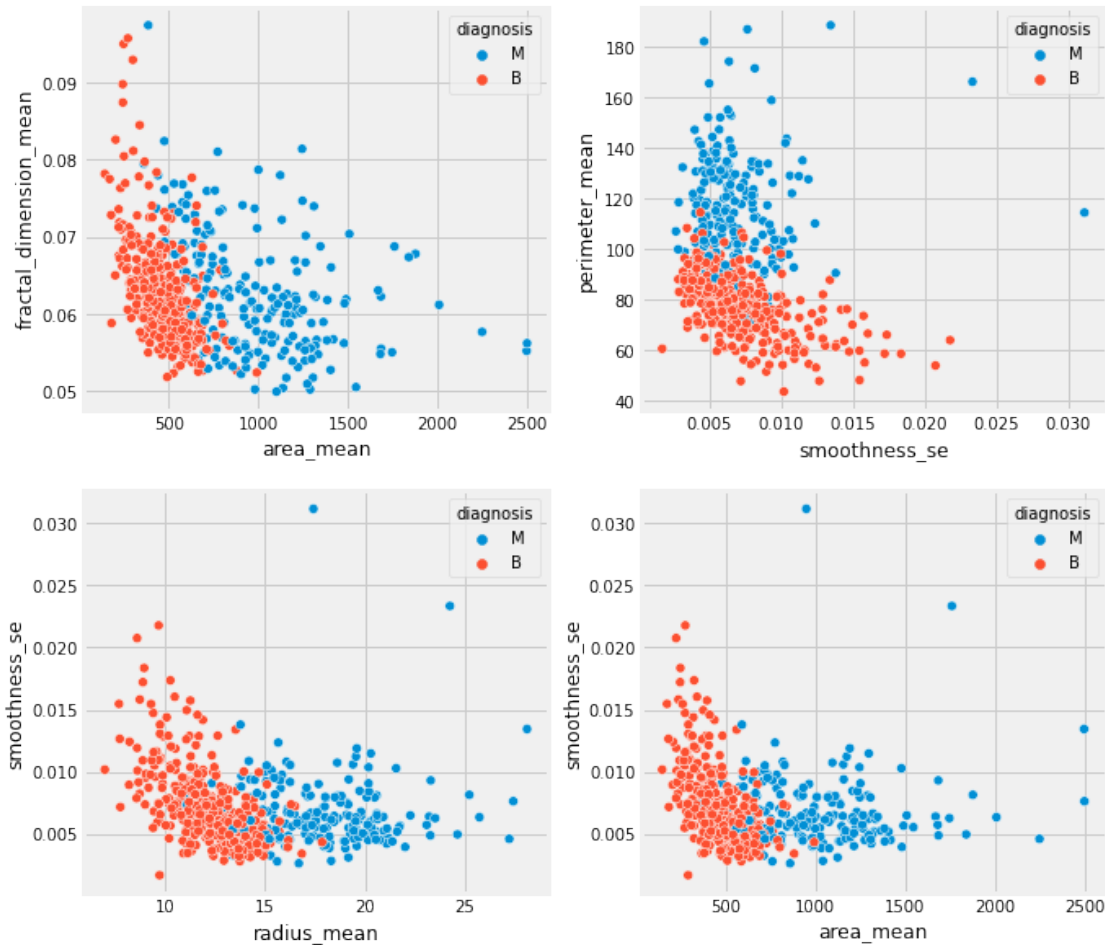 diagnosis
M
B
0.09
0.08
0.07
0.06
0.05
fractal_dimension_mean
500 1000 1500 2000 2500
area_mean
diagnosis
M
B
180
160
140
120
100
80
60
40
perimeter_mean
0.005 0.010 0.015 0.020 0.025 0.030
smoothness_se
diagnosis
M
B
0.030
0.025
0.020
0.015
0.010
0.005
smoothness_se
10 15 20 25
radius_mean
diagnosis
M
B
0.030
0.025
0.020
0.015
0.010
0.005
smoothness_se
500 1000 1500 2000 2500
area_mean